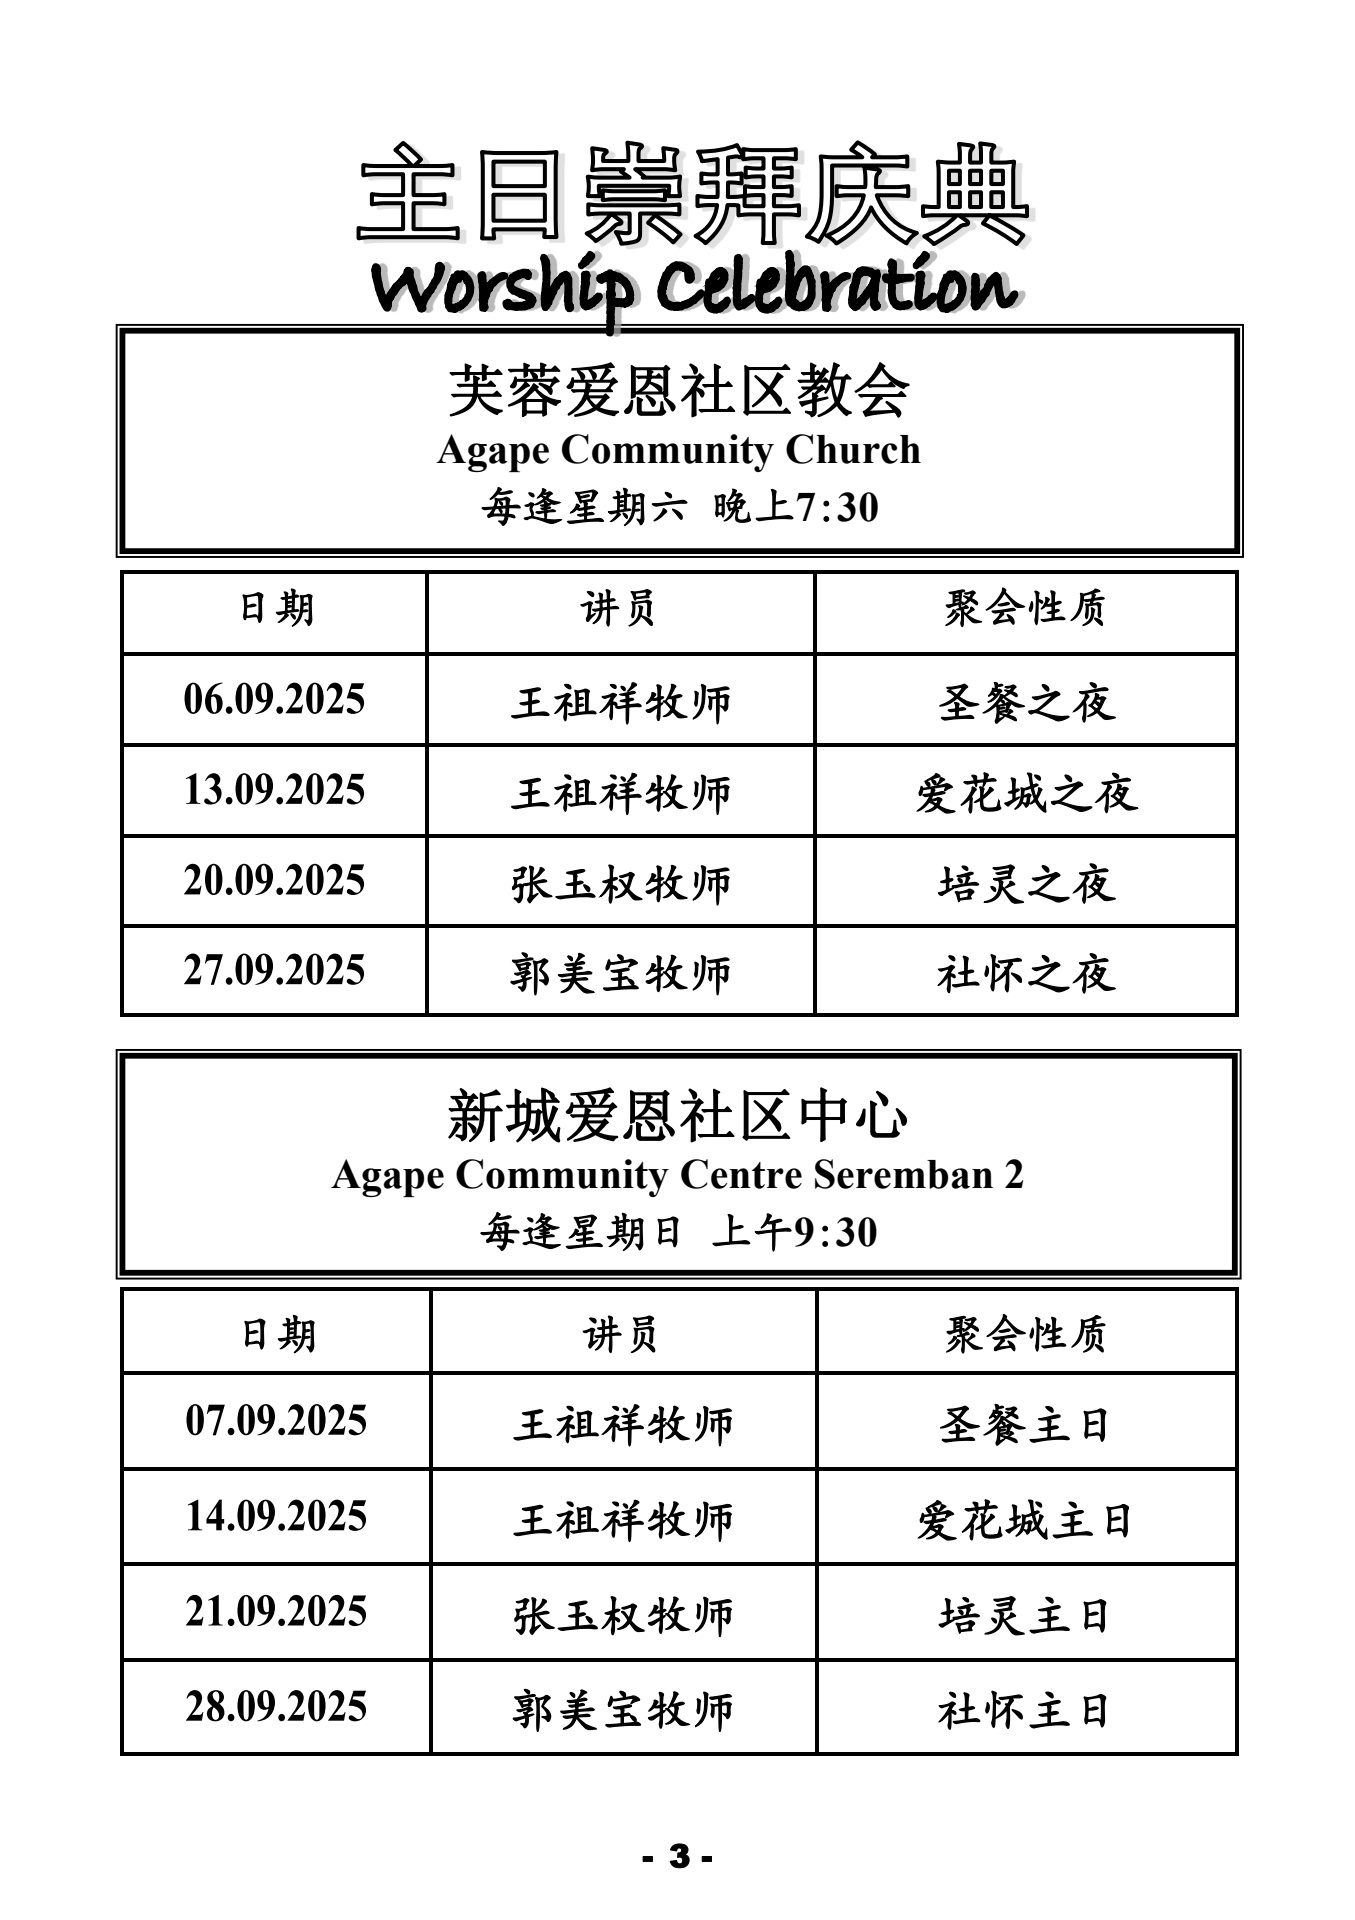 主日崇拜庆典
Worship Celebration
芙蓉爱恩社区教会
Agape Community Church
每逢星期六 晚上7:30
日期 讲员 聚会性质
06.09.2025 王祖祥牧师 圣餐之夜
13.09.2025 王祖祥牧师 爱花城之夜
20.09.2025 张玉权牧师 培灵之夜
27.09.2025 郭美宝牧师 社怀之夜
新城爱恩社区中心
Agape Community Centre Seremban 2
每逢星期日 上午9:30
日期 讲员 聚会性质
07.09.2025 王祖祥牧师 圣餐主日
14.09.2025 王祖祥牧师 爱花城主日
21.09.2025 张玉权牧师 培灵主日
28.09.2025 郭美宝牧师 社怀主日
- 3 -